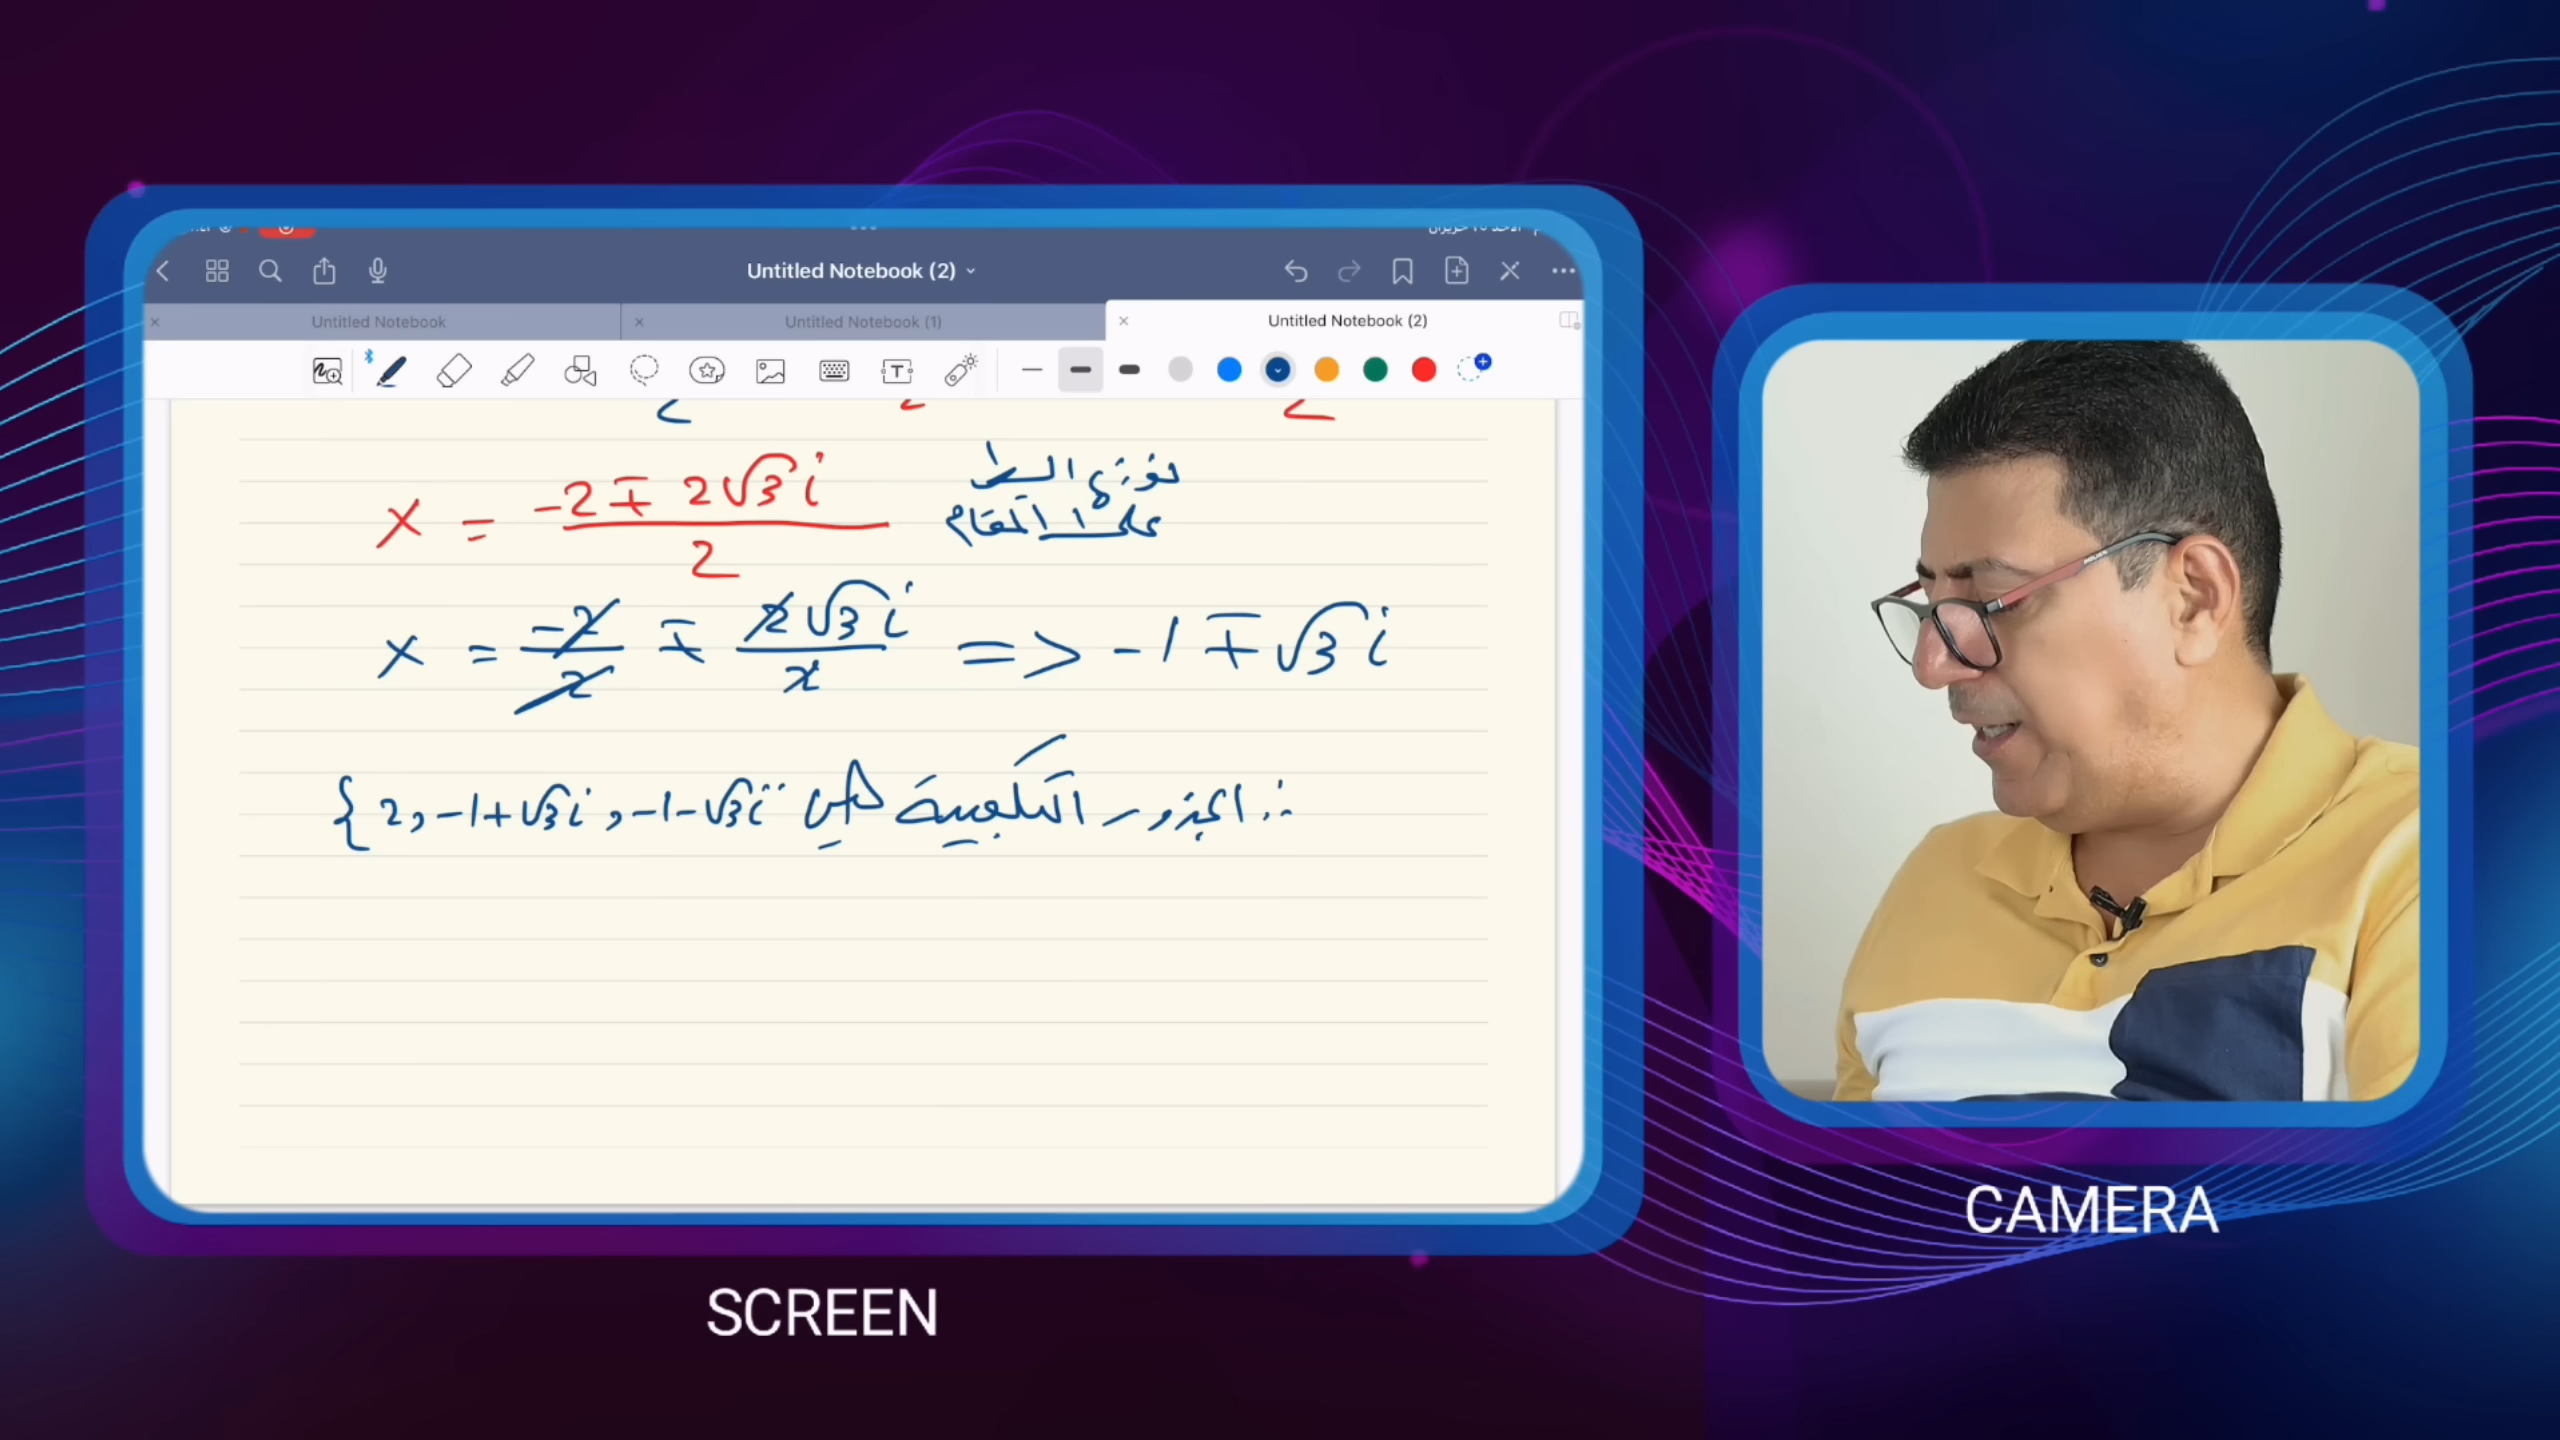 Untitled Notebook (2)
Untitled Notebook
Untitled Notebook (1)
Untitled Notebook (2)
x = (-2 ∓ 2√3 i) / 2
نوزع البسط
على المقام
x = -2/2 ∓ 2√3 i / 2 => -1 ∓ √3 i
∴ الجذور التكعيبية هي {2, -1+√3 i, -1-√3 i
CAMERA
SCREEN